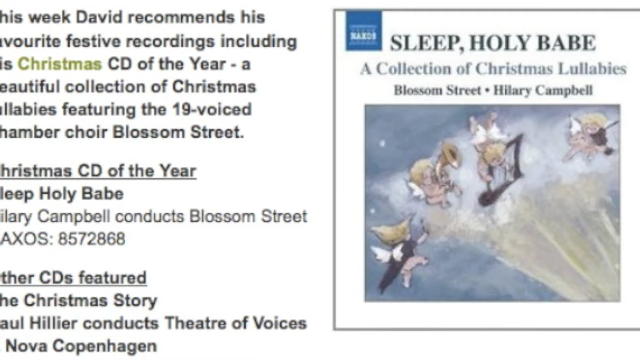 his week David recommends his
avourite festive recordings including
is Christmas CD of the Year - a
eautiful collection of Christmas
ullabies featuring the 19-voiced
hamber choir Blossom Street.
hristmas CD of the Year
leep Holy Babe
ilary Campbell conducts Blossom Street
AXOS: 8572868
ther CDs featured
he Christmas Story
aul Hillier conducts Theatre of Voices
Nova Copenhagen
NAXOS
SLEEP, HOLY BABE
A Collection of Christmas Lullabies
Blossom Street • Hilary Campbell